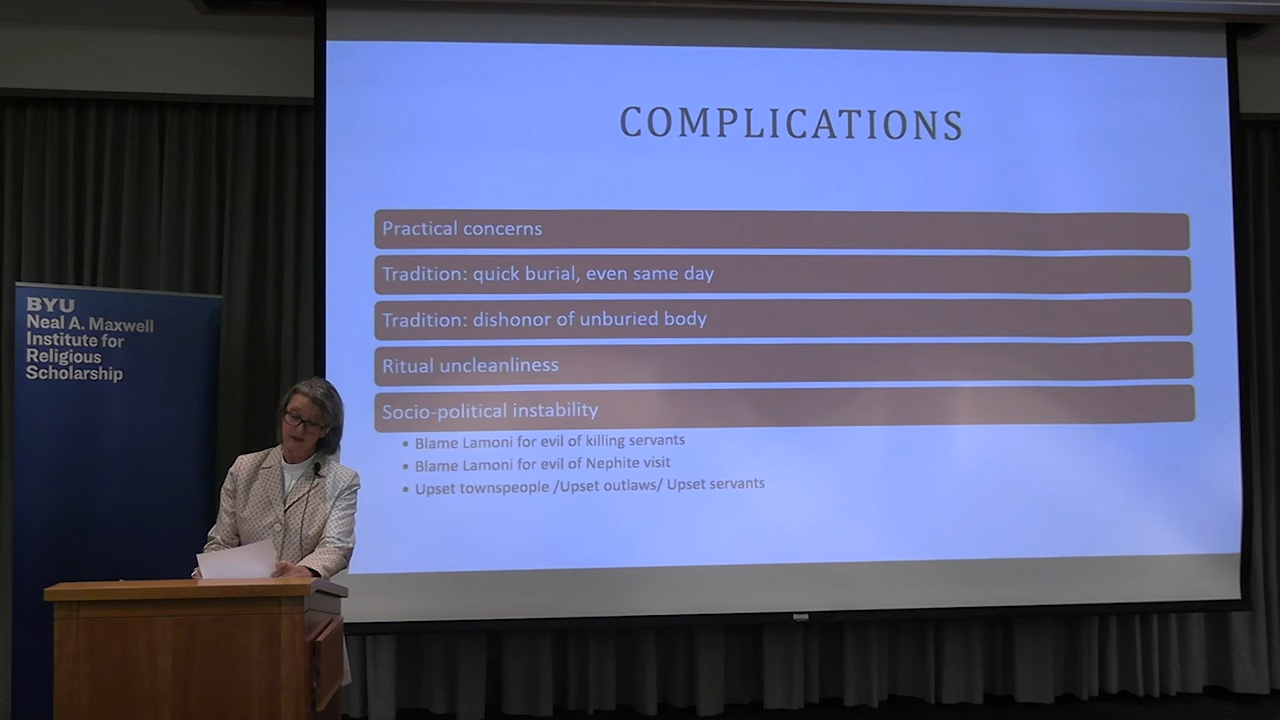 COMPLICATIONS
Practical concerns
Tradition: quick burial, even same day
Tradition: dishonor of unburied body
Ritual uncleanliness
Socio-political instability
• Blame Lamoni for evil of killing servants
• Blame Lamoni for evil of Nephite visit
• Upset townspeople /Upset outlaws/ Upset servants
BYU
Neal A. Maxwell
Institute for
Religious
Scholarship